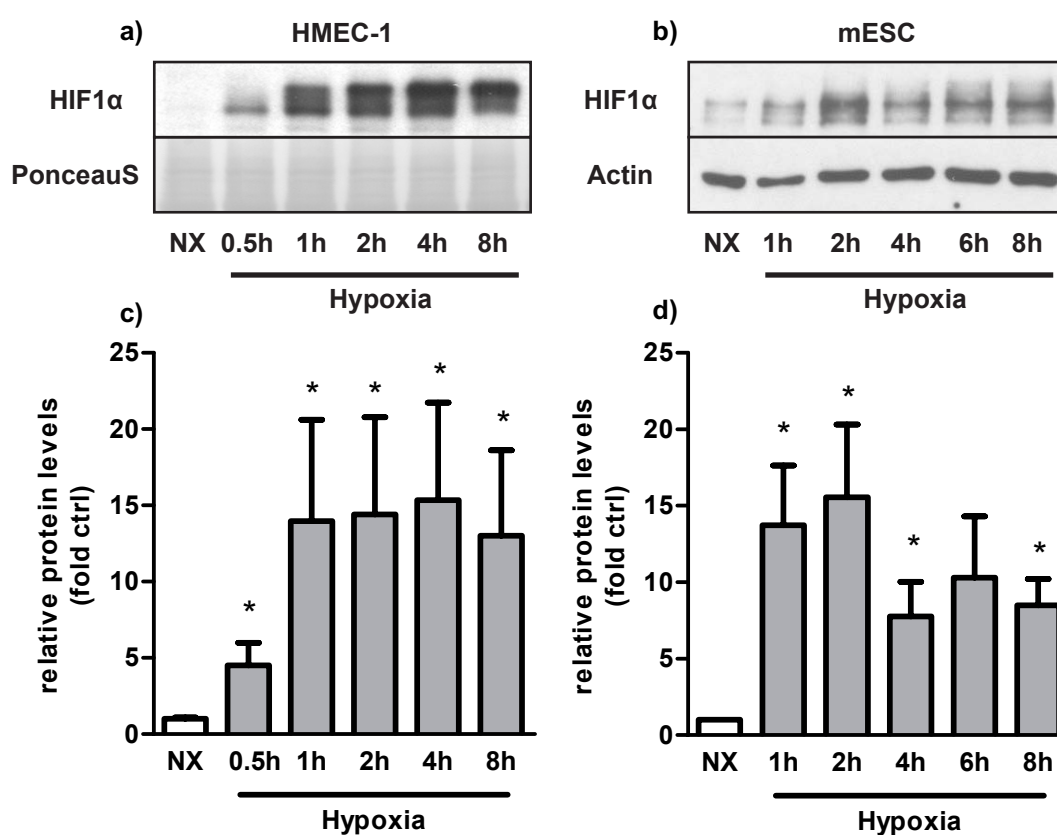 a) HMEC-1
HIF1α
PonceauS
NX 0.5h 1h 2h 4h 8h
Hypoxia
b) mESC
HIF1α
Actin
NX 1h 2h 4h 6h 8h
Hypoxia
c)
relative protein levels
(fold ctrl)
25
20
15
10
5
0
* * * * *
NX 0.5h 1h 2h 4h 8h
Hypoxia
d)
relative protein levels
(fold ctrl)
25
20
15
10
5
0
* * * *
NX 1h 2h 4h 6h 8h
Hypoxia